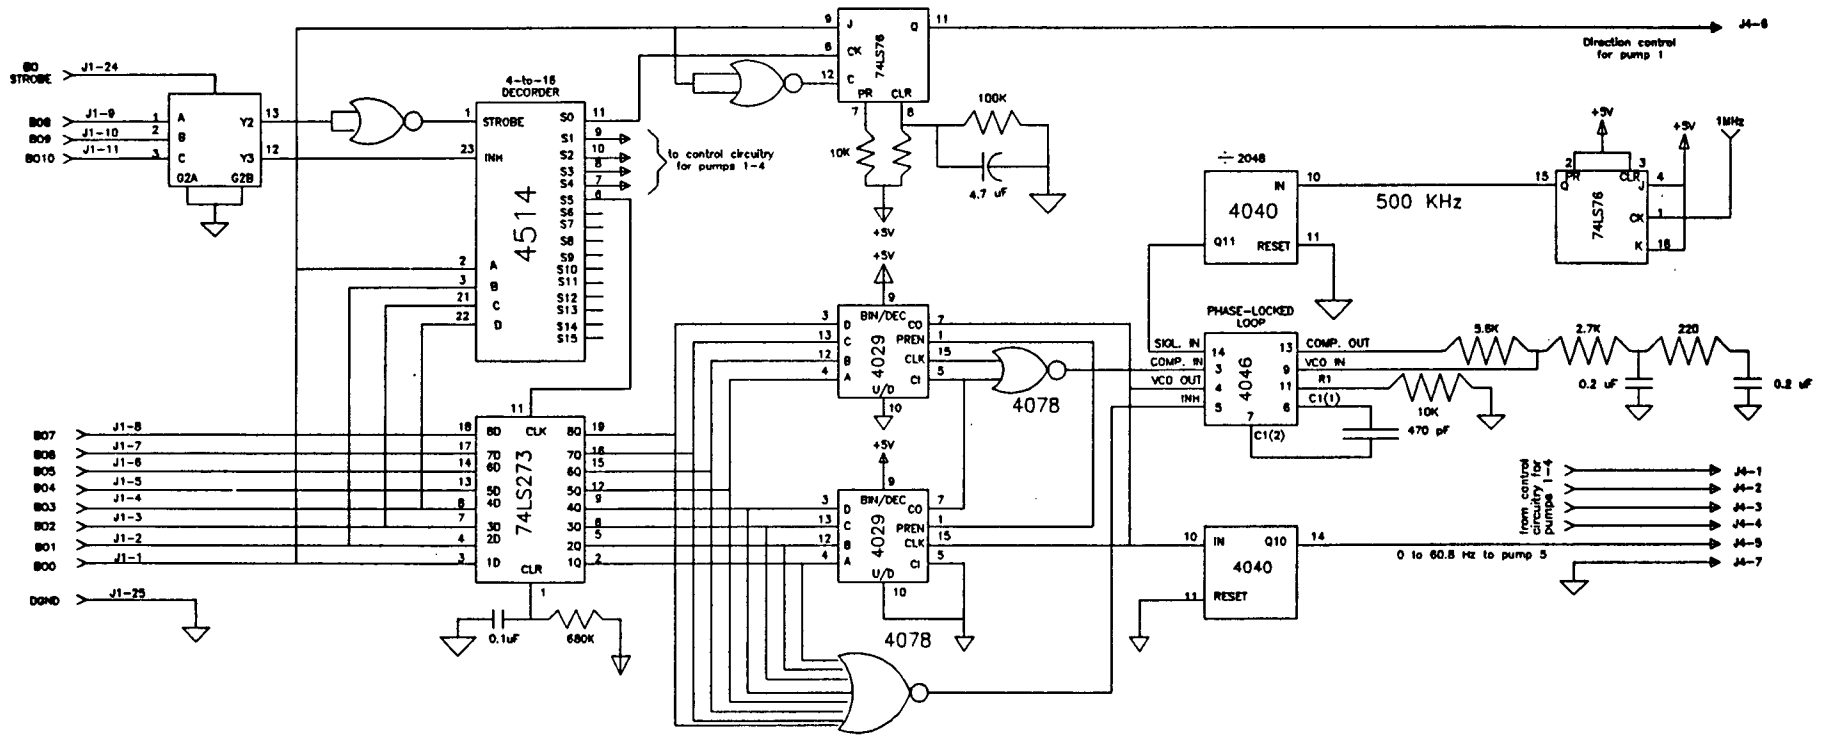 BO
STROBE
J1-24
BO8
J1-9
BO9
J1-10
BO10
J1-11
1
2
3
A
B
C
Y2
Y3
G2A
G2B
13
12
4-to-16
DECORDER
1
STROBE
23
INH
4514
2
A
3
B
21
C
22
D
S0
11
S1
9
S2
10
S3
8
S4
7
S5
6
S6
S7
S8
S9
S10
S11
S12
S13
S14
S15
to control circuitry
for pumps 1-4
9
J
6
CK
12
C
Q
11
74LS76
PR
CLR
7
8
10K
+5V
100K
4.7 uF
J4-6
Direction control
for pump 1
÷ 2048
IN
10
4040
Q11
RESET
11
500 KHz
15
Q
2
PR
3
CLR
J
4
CK
1
K
16
74LS76
+5V
+5V
1MHz
+5V
9
BIN/DEC
3
D
13
C
12
B
4
A
CO
7
PREN
1
CLK
15
CI
5
4029
U/D
10
4078
+5V
9
BIN/DEC
3
D
13
C
12
B
4
A
CO
7
PREN
1
CLK
15
CI
5
4029
U/D
10
4078
PHASE-LOCKED
LOOP
SIGL. IN
14
COMP. IN
3
VCO OUT
4
INH
5
4046
13
COMP. OUT
9
VCO IN
11
R1
6
C1(1)
7
C1(2)
470 pF
10K
5.6K
2.7K
220
0.2 uF
0.2 uF
10
IN
Q10
14
4040
11
RESET
0 to 60.8 Hz to pump 5
from control
circuitry for
pumps 1-4
J4-1
J4-2
J4-3
J4-4
J4-5
J4-7
BO7
J1-8
BO6
J1-7
BO5
J1-6
BO4
J1-5
BO3
J1-4
BO2
J1-3
BO1
J1-2
BO0
J1-1
DGND
J1-25
11
CLK
18
8D
17
7D
14
6D
13
5D
8
4D
7
3D
4
2D
3
1D
74LS273
8Q
19
7Q
16
6Q
15
5Q
12
4Q
9
3Q
6
2Q
5
1Q
2
CLR
1
0.1uF
680K